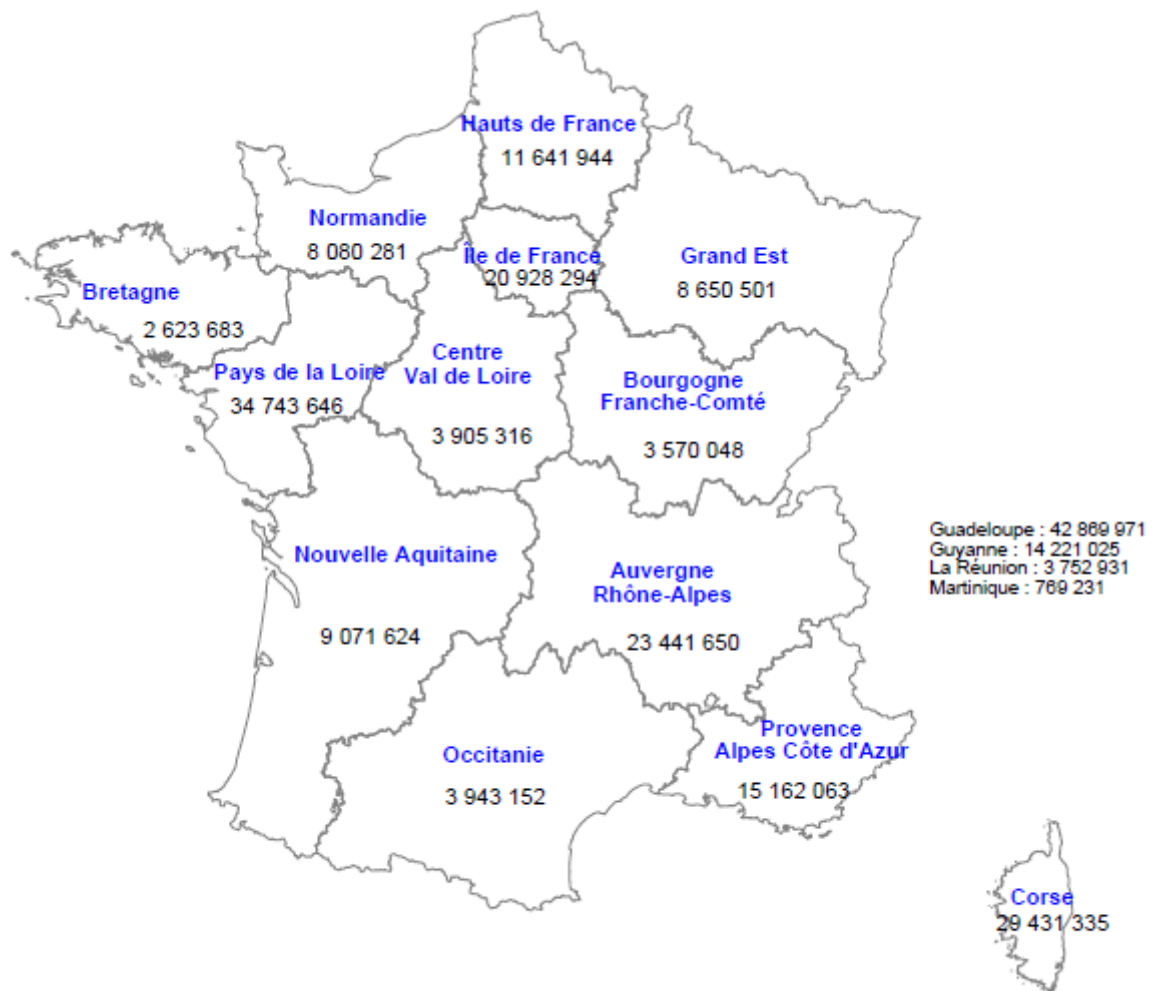 Hauts de France
11 641 944
Normandie
8 080 281
Île de France
20 928 294
Grand Est
8 650 501
Bretagne
2 623 683
Pays de la Loire
34 743 646
Centre
Val de Loire
3 905 316
Bourgogne
Franche-Comté
3 570 048
Nouvelle Aquitaine
9 071 624
Auvergne
Rhône-Alpes
23 441 650
Guadeloupe : 42 869 971
Guyanne : 14 221 025
La Réunion : 3 752 931
Martinique : 769 231
Occitanie
3 943 152
Provence
Alpes Côte d'Azur
15 162 063
Corse
29 431 335